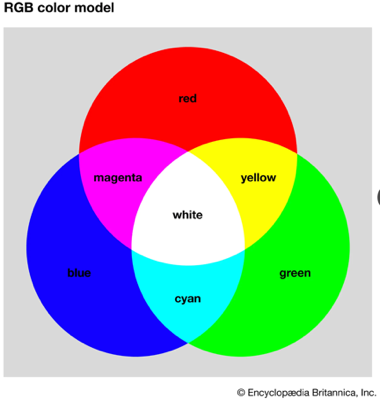 RGB color model
red
magenta
yellow
white
blue
green
cyan
© Encyclopædia Britannica, Inc.